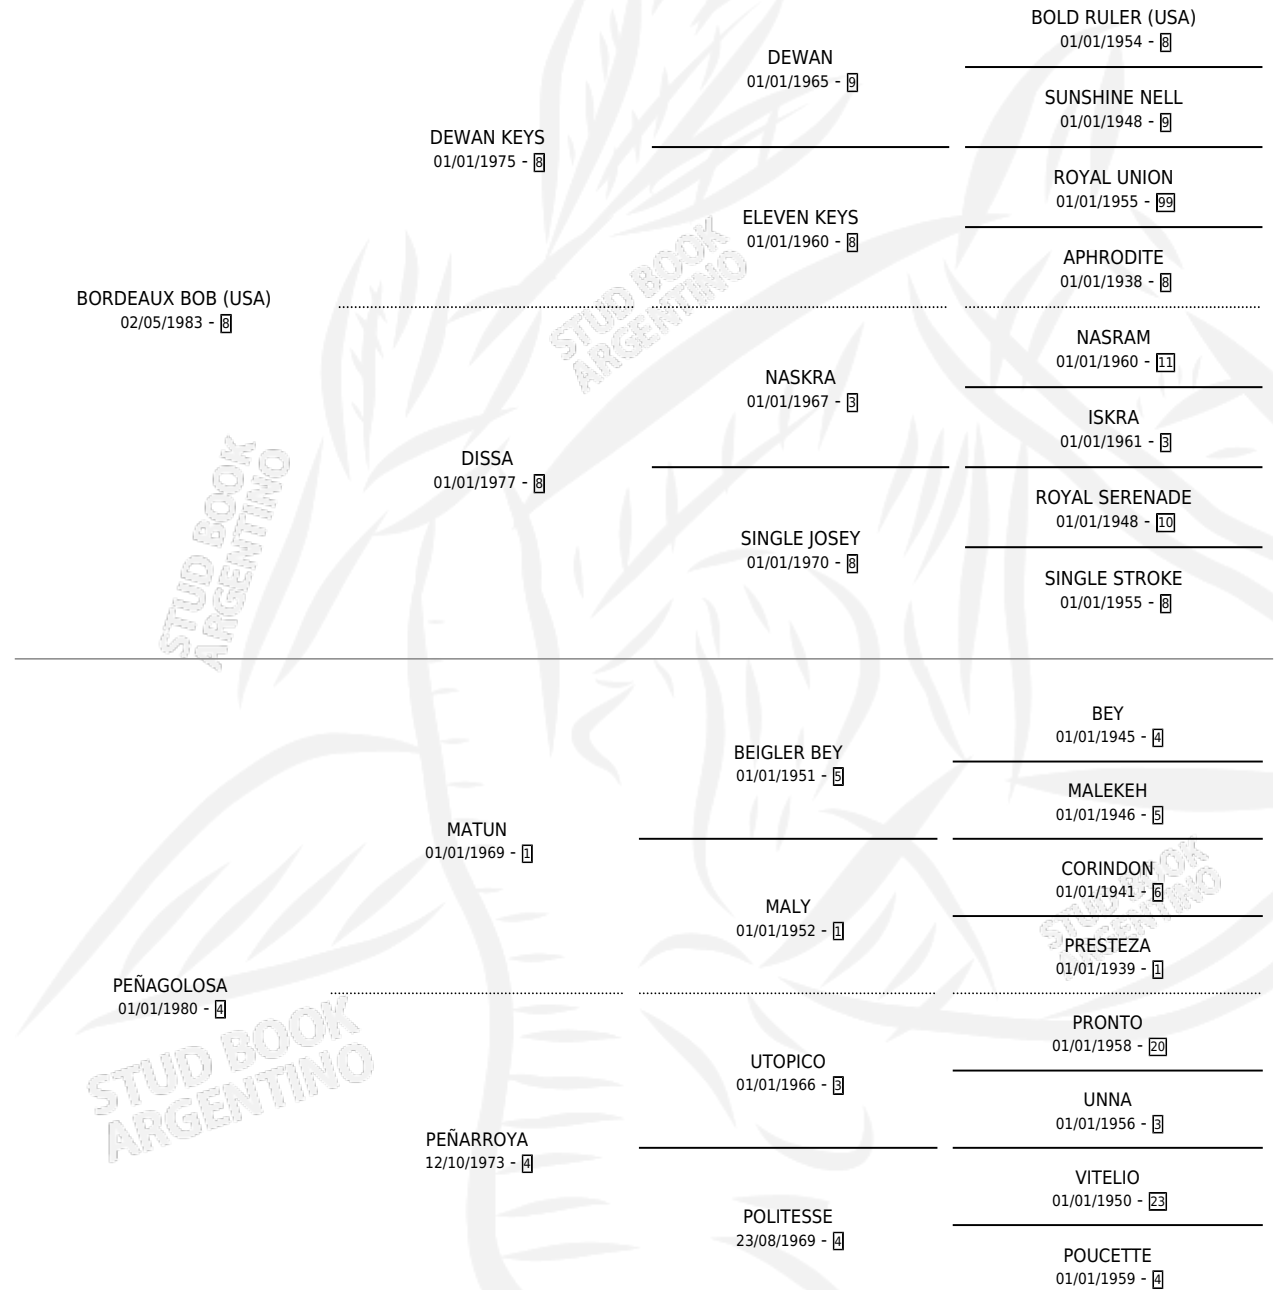 BOLD RULER (USA)
01/01/1954 - 8
DEWAN
01/01/1965 - 9
SUNSHINE NELL
01/01/1948 - 9
DEWAN KEYS
01/01/1975 - 8
ROYAL UNION
01/01/1955 - 99
ELEVEN KEYS
01/01/1960 - 8
APHRODITE
01/01/1938 - 8
BORDEAUX BOB (USA)
02/05/1983 - 8
NASRAM
01/01/1960 - 11
NASKRA
01/01/1967 - 3
ISKRA
01/01/1961 - 3
DISSA
01/01/1977 - 8
ROYAL SERENADE
01/01/1948 - 10
SINGLE JOSEY
01/01/1970 - 8
SINGLE STROKE
01/01/1955 - 8
STUD BOOK
ARGENTINO
STUD BOOK
ARGENTINO
BEY
01/01/1945 - 4
BEIGLER BEY
01/01/1951 - 5
MALEKEH
01/01/1946 - 5
MATUN
01/01/1969 - 1
CORINDON
01/01/1941 - 6
MALY
01/01/1952 - 1
PRESTEZA
01/01/1939 - 1
PEÑAGOLOSA
01/01/1980 - 4
PRONTO
01/01/1958 - 20
UTOPICO
01/01/1966 - 3
UNNA
01/01/1956 - 3
PEÑARROYA
12/10/1973 - 4
VITELIO
01/01/1950 - 23
POLITESSE
23/08/1969 - 4
POUCETTE
01/01/1959 - 4
STUD BOOK
ARGENTINO
STUD BOOK
ARGENTINO